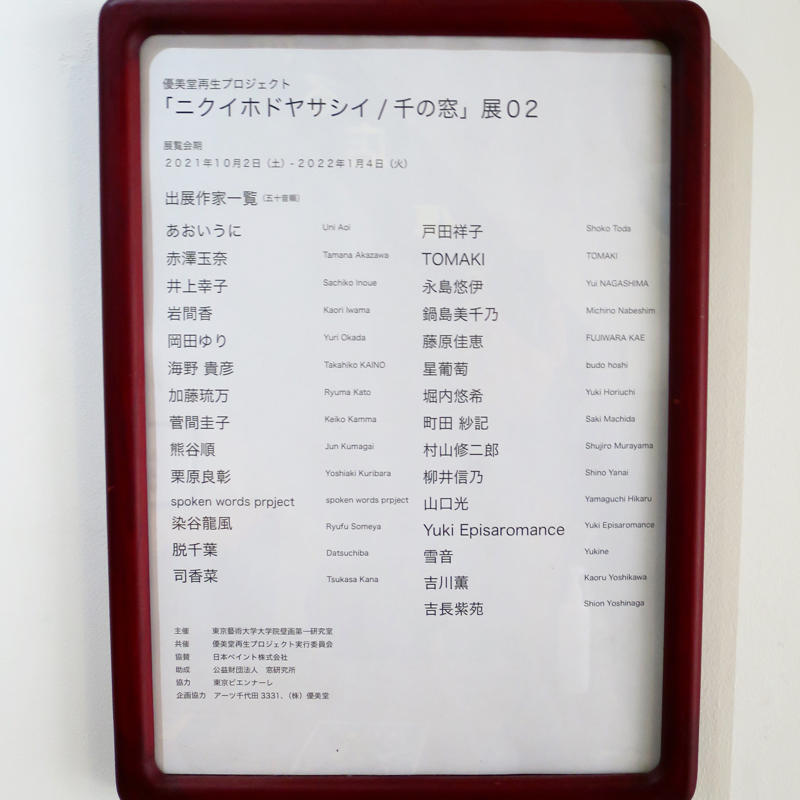 優美堂再生プロジェクト
「ニクイホドヤサシイ / 千の窓」展０２
展覧会期
２０２１年１０月２日（土）- ２０２２年１月４日（火）
出展作家一覧（五十音順）
あおいうに Uni Aoi
赤澤玉奈 Tamana Akazawa
井上幸子 Sachiko Inoue
岩間香 Kaori Iwama
岡田ゆり Yuri Okada
海野 貴彦 Takahiko KAINO
加藤琉万 Ryuma Kato
菅間圭子 Keiko Kamma
熊谷順 Jun Kumagai
栗原良彰 Yoshiaki Kuribara
spoken words prpject spoken words prpject
染谷龍風 Ryufu Someya
脱千葉 Datsuchiba
司香菜 Tsukasa Kana
戸田祥子 Shoko Toda
TOMAKI TOMAKI
永島悠伊 Yui NAGASHIMA
鍋島美千乃 Michino Nabeshim
藤原佳恵 FUJIWARA KAE
星葡萄 budo hoshi
堀内悠希 Yuki Horiuchi
町田 紗記 Saki Machida
村山修二郎 Shujiro Murayama
柳井信乃 Shino Yanai
山口光 Yamaguchi Hikaru
Yuki Episaromance Yuki Episaromance
雪音 Yukine
吉川薫 Kaoru Yoshikawa
吉長紫苑 Shion Yoshinaga
主催 東京藝術大学大学院壁画第一研究室
共催 優美堂再生プロジェクト実行委員会
協賛 日本ペイント株式会社
助成 公益財団法人 窓研究所
協力 東京ビエンナーレ
企画協力 アーツ千代田 3331、（株）優美堂